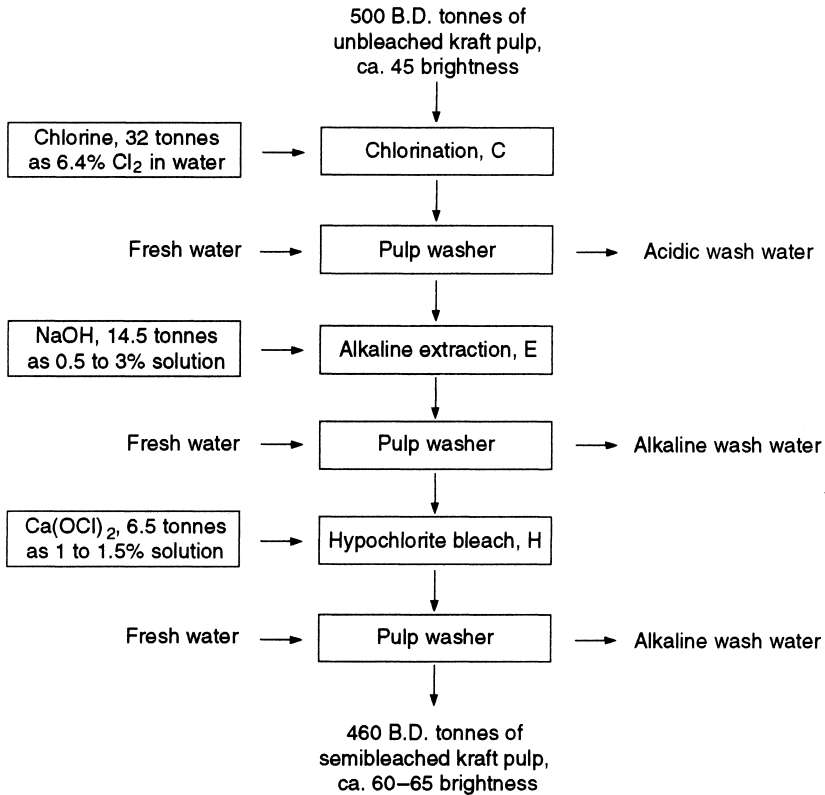 500 B.D. tonnes of
unbleached kraft pulp,
ca. 45 brightness
Chlorine, 32 tonnes
as 6.4% Cl₂ in water
Chlorination, C
Fresh water
Pulp washer
Acidic wash water
NaOH, 14.5 tonnes
as 0.5 to 3% solution
Alkaline extraction, E
Fresh water
Pulp washer
Alkaline wash water
Ca(OCl)₂, 6.5 tonnes
as 1 to 1.5% solution
Hypochlorite bleach, H
Fresh water
Pulp washer
Alkaline wash water
460 B.D. tonnes of
semibleached kraft pulp,
ca. 60–65 brightness